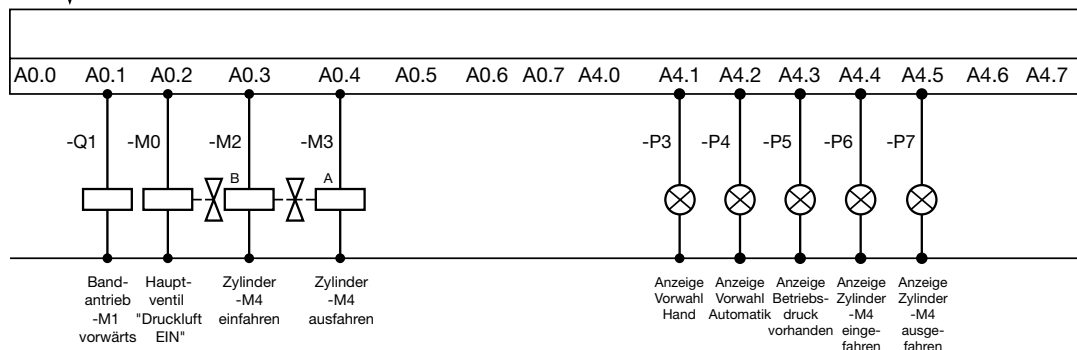 A0.0 A0.1 A0.2 A0.3 A0.4 A0.5 A0.6 A0.7 A4.0 A4.1 A4.2 A4.3 A4.4 A4.5 A4.6 A4.7
-Q1 -M0 -M2 -M3 -P3 -P4 -P5 -P6 -P7
B A
Band-
antrieb
-M1
vorwärts
Haupt-
ventil
"Druckluft
EIN"
Zylinder
-M4
einfahren
Zylinder
-M4
ausfahren
Anzeige
Vorwahl
Hand
Anzeige
Vorwahl
Automatik
Anzeige
Betriebs-
druck
vorhanden
Anzeige
Zylinder
-M4
einge-
fahren
Anzeige
Zylinder
-M4
ausge-
fahren